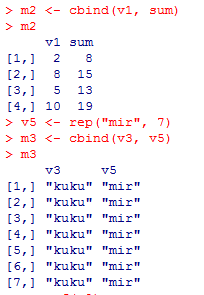 > m2 <- cbind(v1, sum)
> m2
     v1 sum
[1,]  2   8
[2,]  8  15
[3,]  5  13
[4,] 10  19
> v5 <- rep("mir", 7)
> m3 <- cbind(v3, v5)
> m3
     v3     v5
[1,] "kuku" "mir"
[2,] "kuku" "mir"
[3,] "kuku" "mir"
[4,] "kuku" "mir"
[5,] "kuku" "mir"
[6,] "kuku" "mir"
[7,] "kuku" "mir"